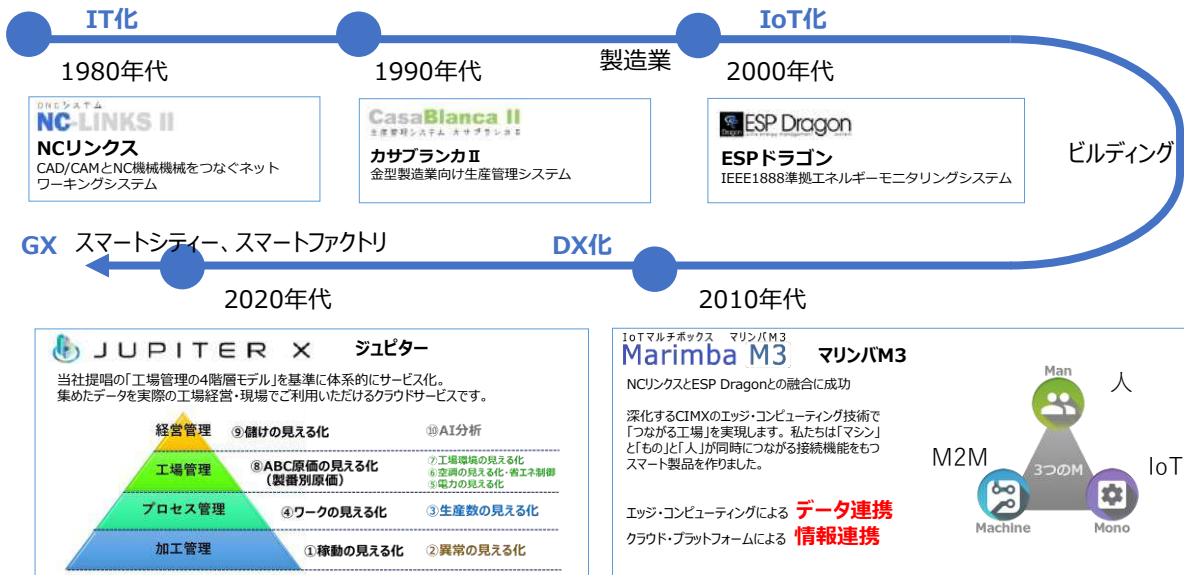 IT化
IoT化
1980年代
1990年代
製造業
2000年代
DNCシステム
NC-LINKS II
NCリンクス
CAD/CAMとNC機械機械をつなぐネット
ワーキングシステム
CasaBlanca II
生産管理システム カサブランカⅡ
カサブランカⅡ
金型製造業向け生産管理システム
ESP Dragon
ESPドラゴン
IEEE1888準拠エネルギーモニタリングシステム
ビルディング
GX
スマートシティー、スマートファクトリ
DX化
2020年代
2010年代
JUPITER X
ジュピター
当社提唱の「工場管理の4階層モデル」を基準に体系的にサービス化。
集めたデータを実際の工場経営・現場でご利用いただけるクラウドサービスです。
経営管理
⑨儲けの見える化
⑩AI分析
工場管理
⑧ABC原価の見える化
(製番別原価)
⑦工場環境の見える化
⑥空調の見える化・省エネ制御
⑤電力の見える化
プロセス管理
④ワークの見える化
③生産数の見える化
加工管理
①稼動の見える化
②異常の見える化
IoTマルチボックス マリンバM3
Marimba M3
マリンバM3
NCリンクスとESP Dragonとの融合に成功
深化するCIMXのエッジ・コンピューティング技術で
「つながる工場」を実現します。私たちは「マシン」
と「もの」と「人」が同時につながる接続機能をもつ
スマート製品を作りました。
エッジ・コンピューティングによる データ連携
クラウド・プラットフォームによる 情報連携
Man
人
M2M
3つのM
IoT
Machine
Mono